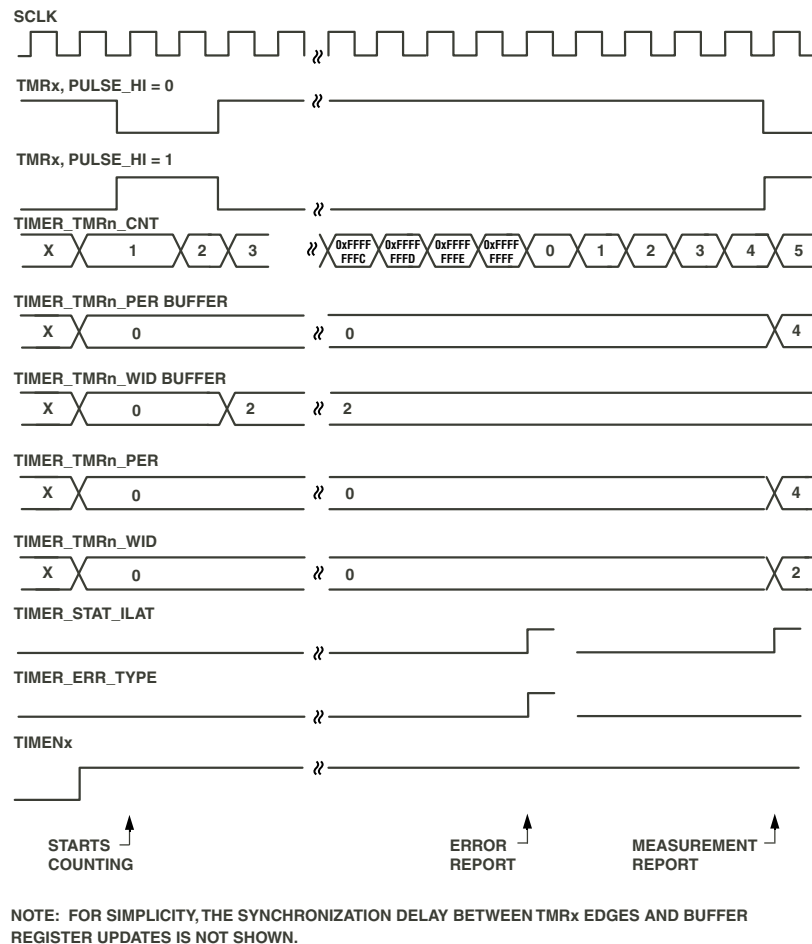 SCLK
TMRx, PULSE_HI = 0
TMRx, PULSE_HI = 1
TIMER_TMRn_CNT
X 1 2 3 0xFFFF FFFC 0xFFFF FFFD 0xFFFF FFFE 0xFFFF FFFF 0 1 2 3 4 5
TIMER_TMRn_PER BUFFER
X 0 0 4
TIMER_TMRn_WID BUFFER
X 0 2 2
TIMER_TMRn_PER
X 0 0 4
TIMER_TMRn_WID
X 0 0 2
TIMER_STAT_ILAT
TIMER_ERR_TYPE
TIMENx
STARTS COUNTING
ERROR REPORT
MEASUREMENT REPORT
NOTE: FOR SIMPLICITY, THE SYNCHRONIZATION DELAY BETWEEN TMRx EDGES AND BUFFER
REGISTER UPDATES IS NOT SHOWN.